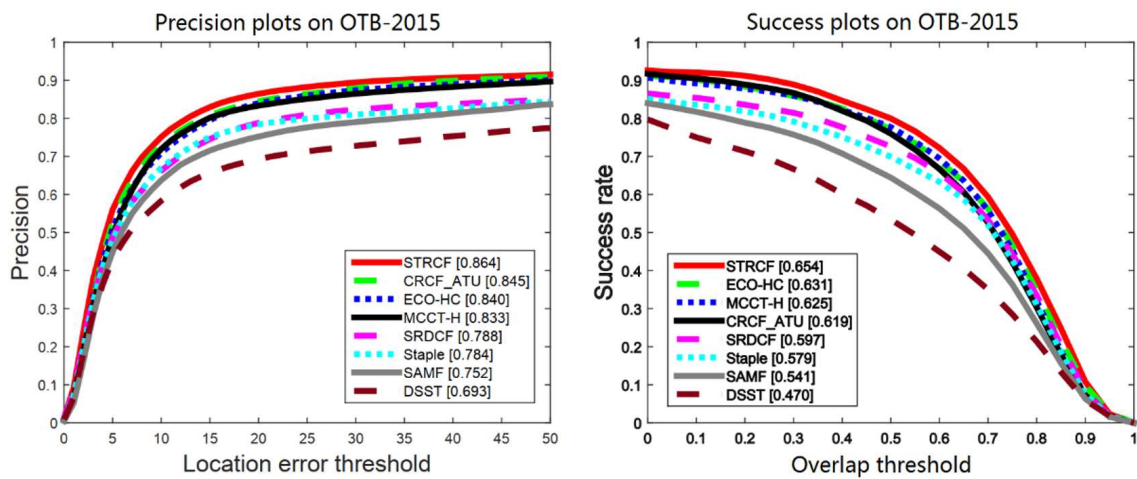 Precision plots on OTB-2015
Precision
0.9
0.8
0.7
0.6
0.5
0.4
0.3
0.2
0.1
0
0 5 10 15 20 25 30 35 40 45 50
Location error threshold
STRCF [0.864]
CRCF_ATU [0.845]
ECO-HC [0.840]
MCCT-H [0.833]
SRDCF [0.788]
Staple [0.784]
SAMF [0.752]
DSST [0.693]
Success plots on OTB-2015
Success rate
0.9
0.8
0.7
0.6
0.5
0.4
0.3
0.2
0.1
0
0 0.1 0.2 0.3 0.4 0.5 0.6 0.7 0.8 0.9 1
Overlap threshold
STRCF [0.654]
ECO-HC [0.631]
MCCT-H [0.625]
CRCF_ATU [0.619]
SRDCF [0.597]
Staple [0.579]
SAMF [0.541]
DSST [0.470]